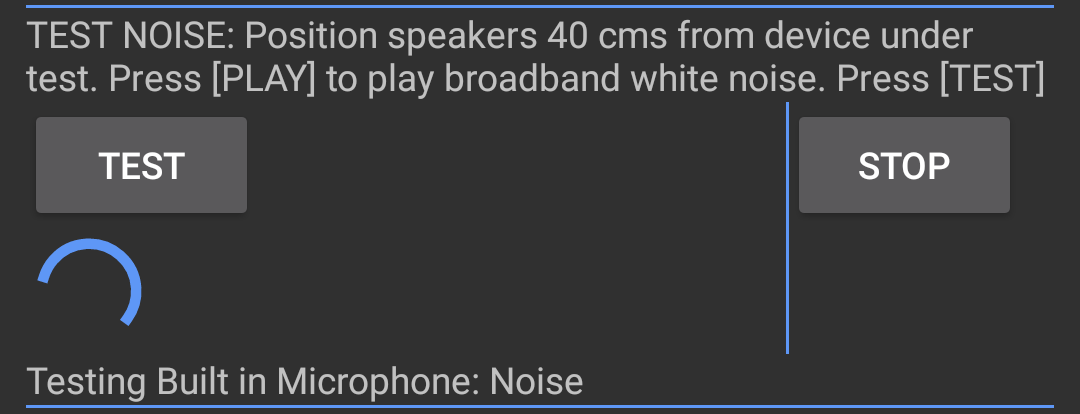 TEST NOISE: Position speakers 40 cms from device under
test. Press [PLAY] to play broadband white noise. Press [TEST]
TEST
STOP
Testing Built in Microphone: Noise